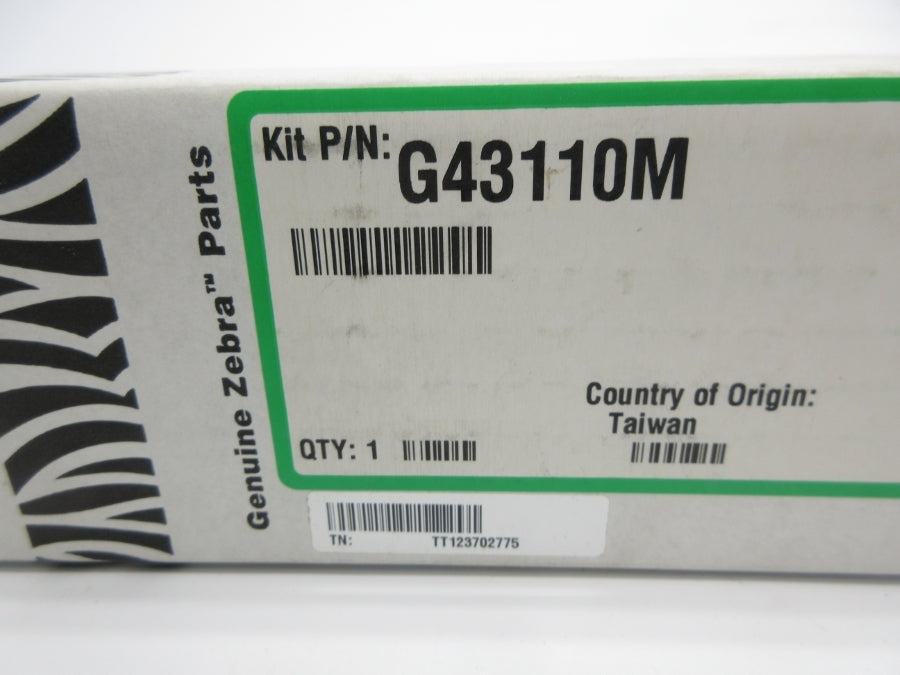 Genuine Zebra™ Parts
Kit P/N: G43110M
Country of Origin:
Taiwan
QTY: 1
TN: TT123702775